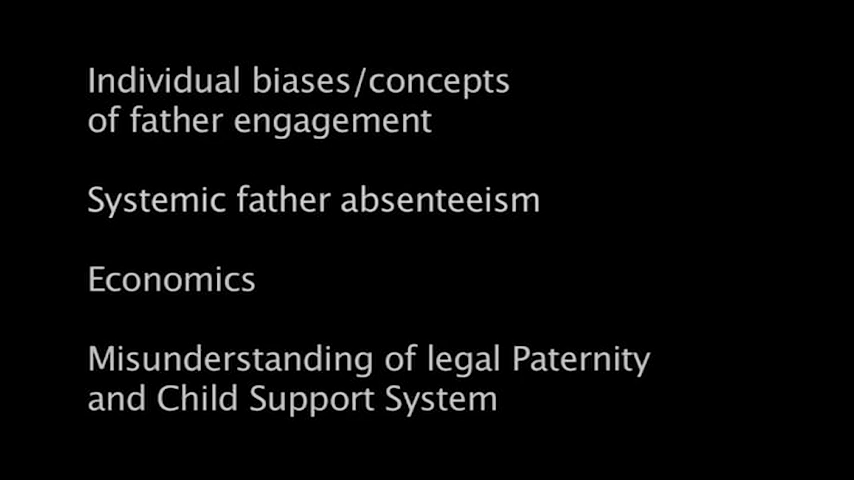 Individual biases/concepts
of father engagement
Systemic father absenteeism
Economics
Misunderstanding of legal Paternity
and Child Support System